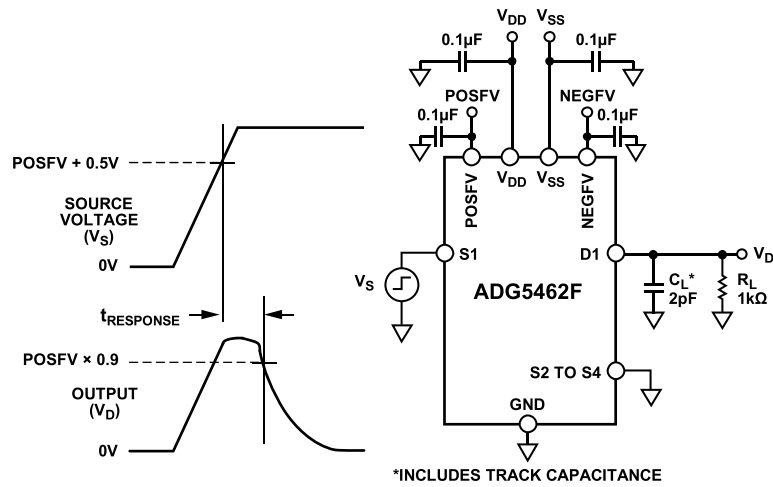 VDD
VSS
0.1µF
0.1µF
POSFV
NEGFV
0.1µF
0.1µF
POSFV
VDD
VSS
NEGFV
POSFV + 0.5V
SOURCE
VOLTAGE
(VS)
0V
tRESPONSE
POSFV × 0.9
OUTPUT
(VD)
0V
VS
S1
D1
VD
ADG5462F
CL*
2pF
RL
1kΩ
S2 TO S4
GND
*INCLUDES TRACK CAPACITANCE